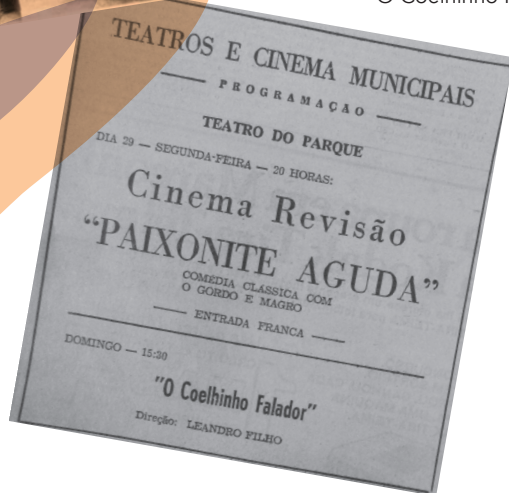 O Coelhinho
TEATROS E CINEMA MUNICIPAIS
PROGRAMAÇAO
TEATRO DO PARQUE
DIA 29 — SEGUNDA-FEIRA — 20 HORAS:
Cinema Revisão
“PAIXONITE AGUDA”
COMÉDIA CLÁSSICA COM
O GORDO E MAGRO
ENTRADA FRANCA
DOMINGO — 15:30
"O Coelhinho Falador"
Direção: LEANDRO FILHO